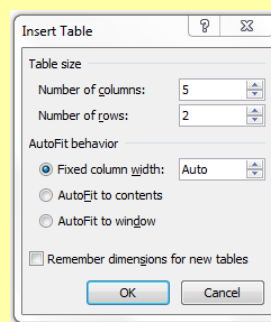 Insert Table
Table size
Number of columns: 5
Number of rows: 2
AutoFit behavior
Fixed column width: Auto
AutoFit to contents
AutoFit to window
Remember dimensions for new tables
OK Cancel